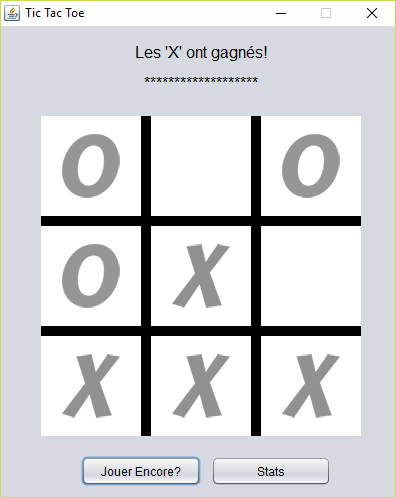 Tic Tac Toe
Les 'X' ont gagnés!
*******************
O O
O X
X X X
Jouer Encore? Stats